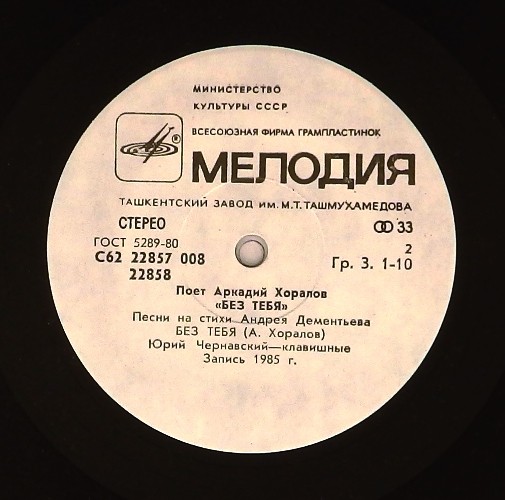 МИНИСТЕРСТВО
КУЛЬТУРЫ СССР
ВСЕСОЮЗНАЯ ФИРМА ГРАМПЛАСТИНОК
®
МЕЛОДИЯ
ТАШКЕНТСКИЙ ЗАВОД ИМ. М.Т. ТАШМУХАМЕДОВА
СТЕРЕО
33
ГОСТ 5289-80
2
С62 22857 008
Гр. 3. 1-10
22858
Поет Аркадий Хоралов
«БЕЗ ТЕБЯ»
Песни на стихи Андрея Дементьева
БЕЗ ТЕБЯ (А. Хоралов)
Юрий Чернавский—клавишные
Запись 1985 г.